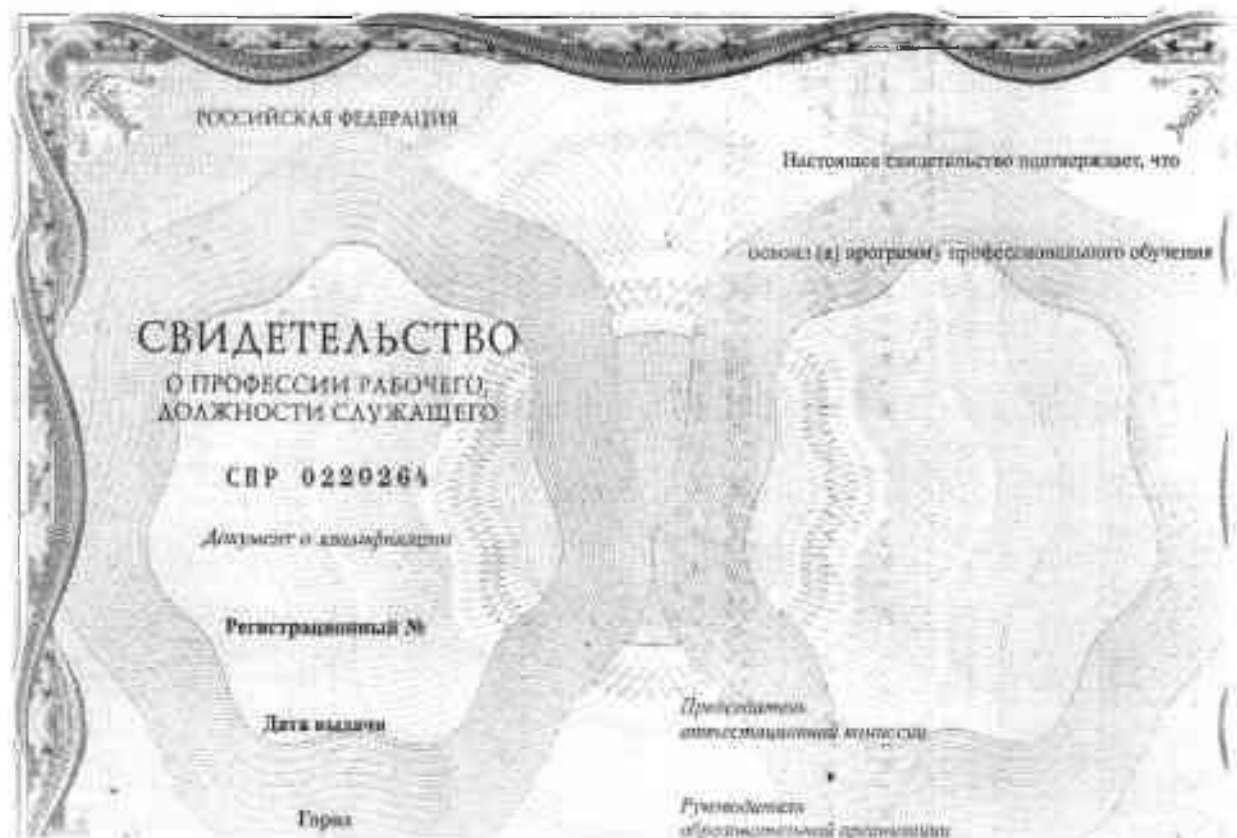 РОССИЙСКАЯ ФЕДЕРАЦИЯ
СВИДЕТЕЛЬСТВО
О ПРОФЕССИИ РАБОЧЕГО,
ДОЛЖНОСТИ СЛУЖАЩЕГО
СПР 0220264
Документ о квалификации
Регистрационный №
Дата выдачи
Город
Настоящее свидетельство подтверждает, что
освоил (а) программу профессионального обучения
Председатель
аттестационной комиссии
Руководитель
образовательной организации